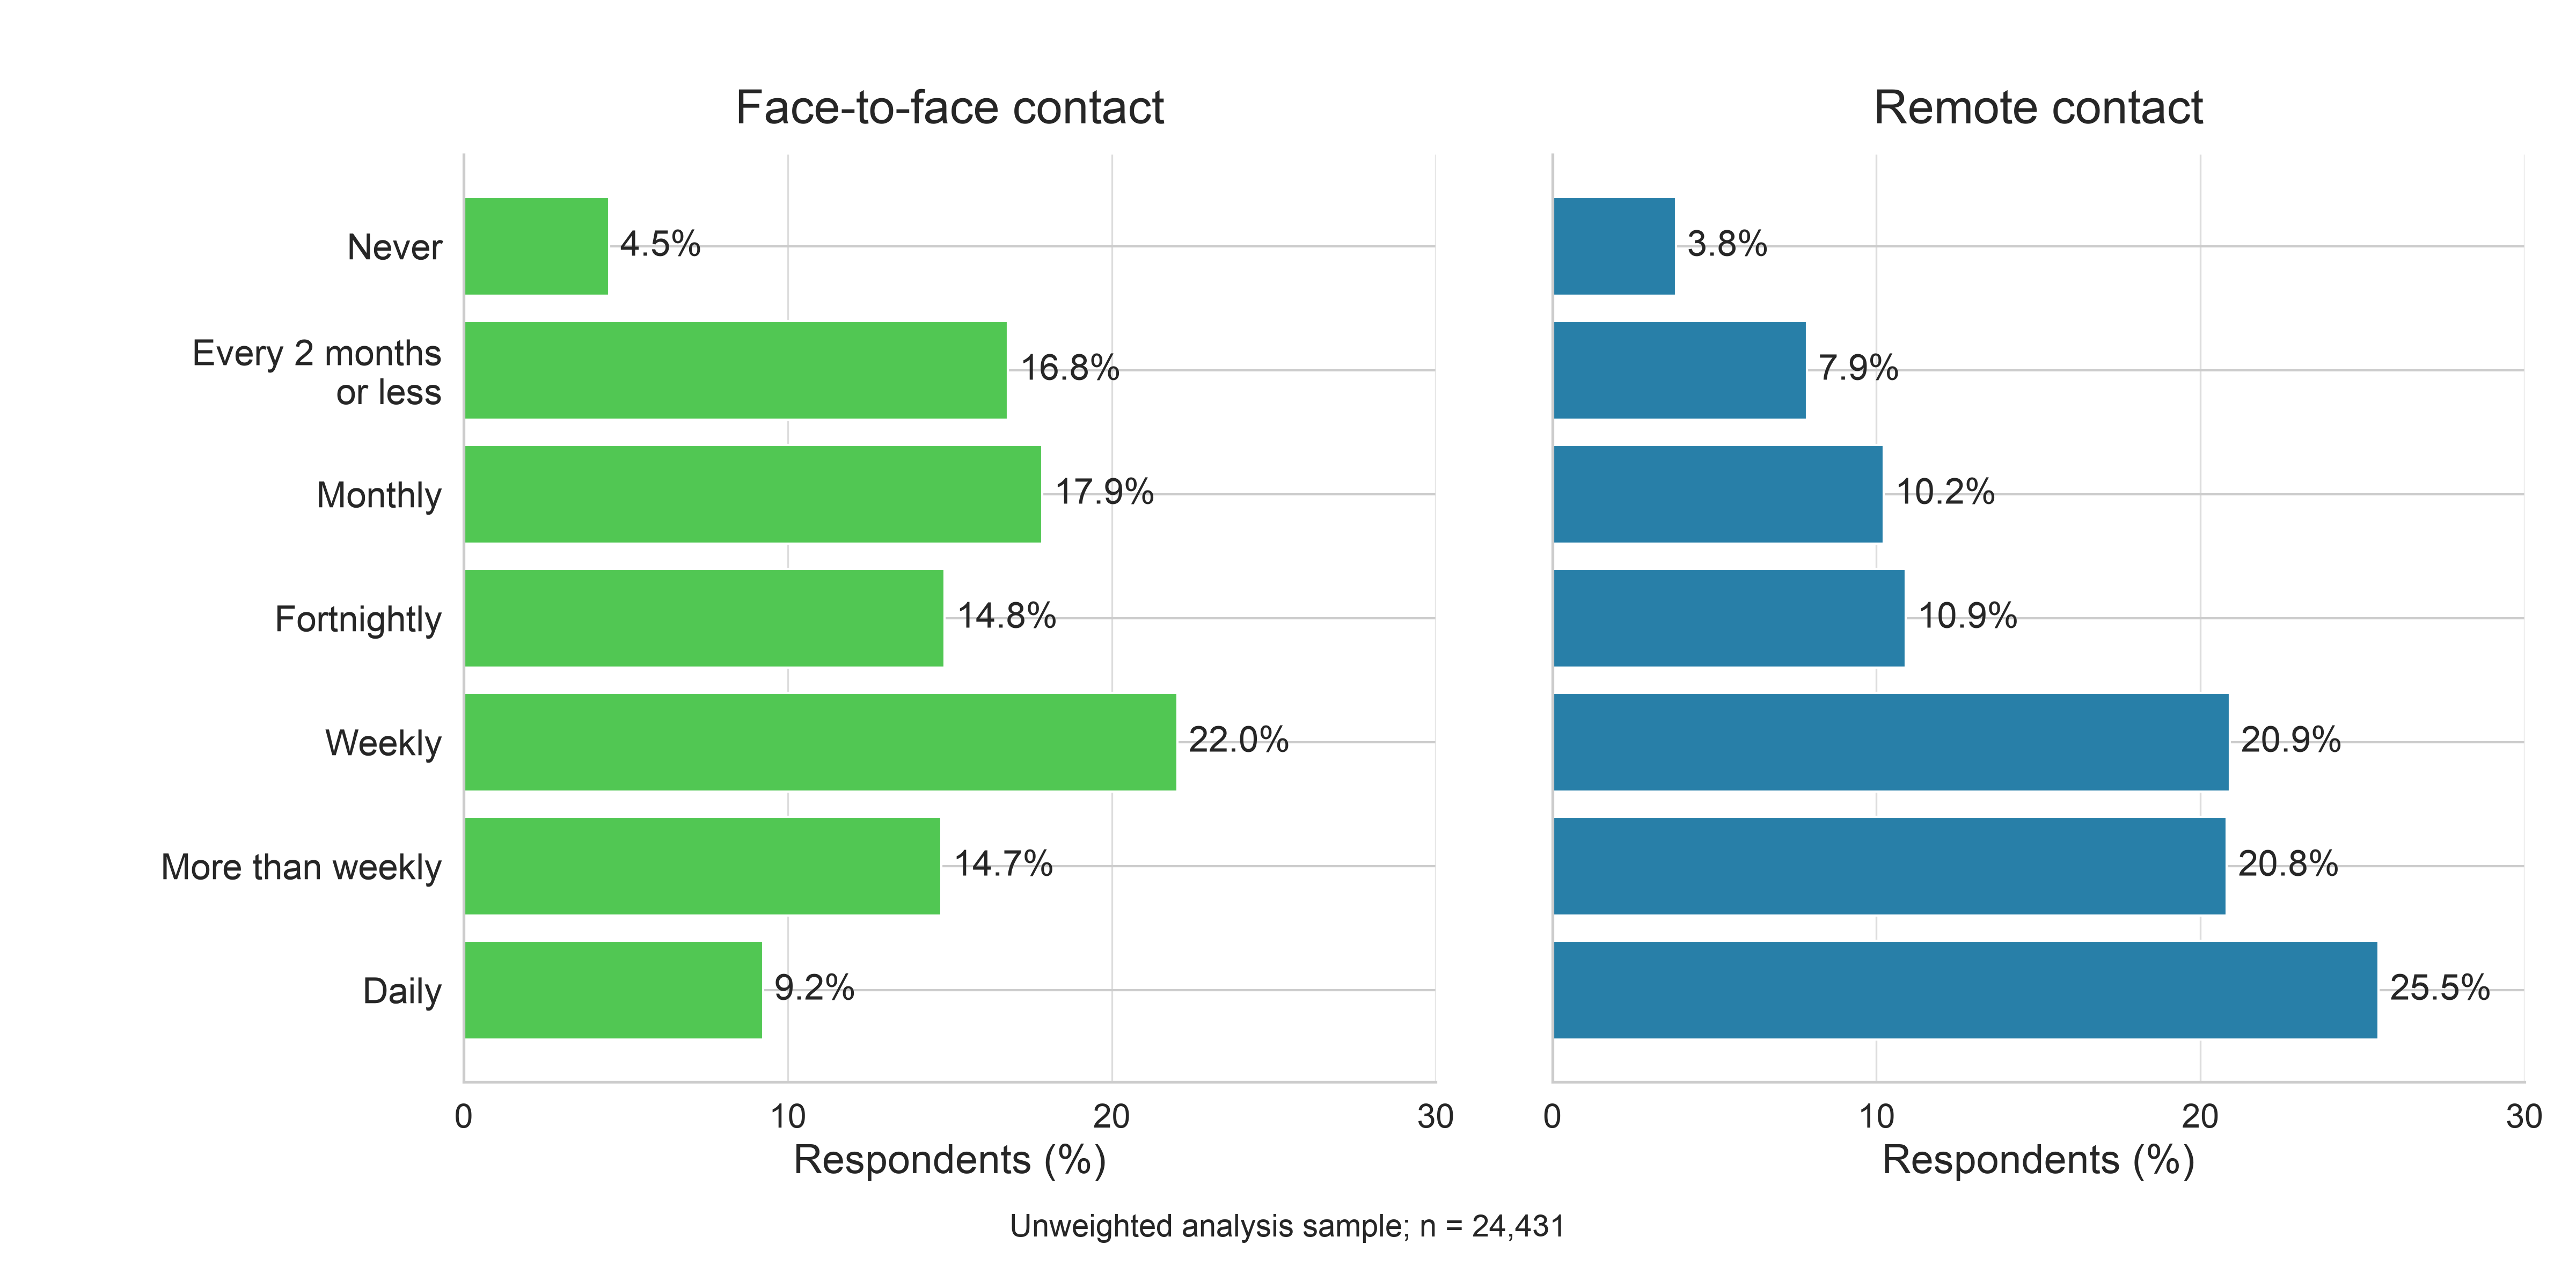 Face-to-face contact
Never
4.5%
Every 2 months
or less
16.8%
Monthly
17.9%
Fortnightly
14.8%
Weekly
22.0%
More than weekly
14.7%
Daily
9.2%
0 10 20 30
Respondents (%)
Remote contact
3.8%
7.9%
10.2%
10.9%
20.9%
20.8%
25.5%
0 10 20 30
Respondents (%)
Unweighted analysis sample; n = 24,431